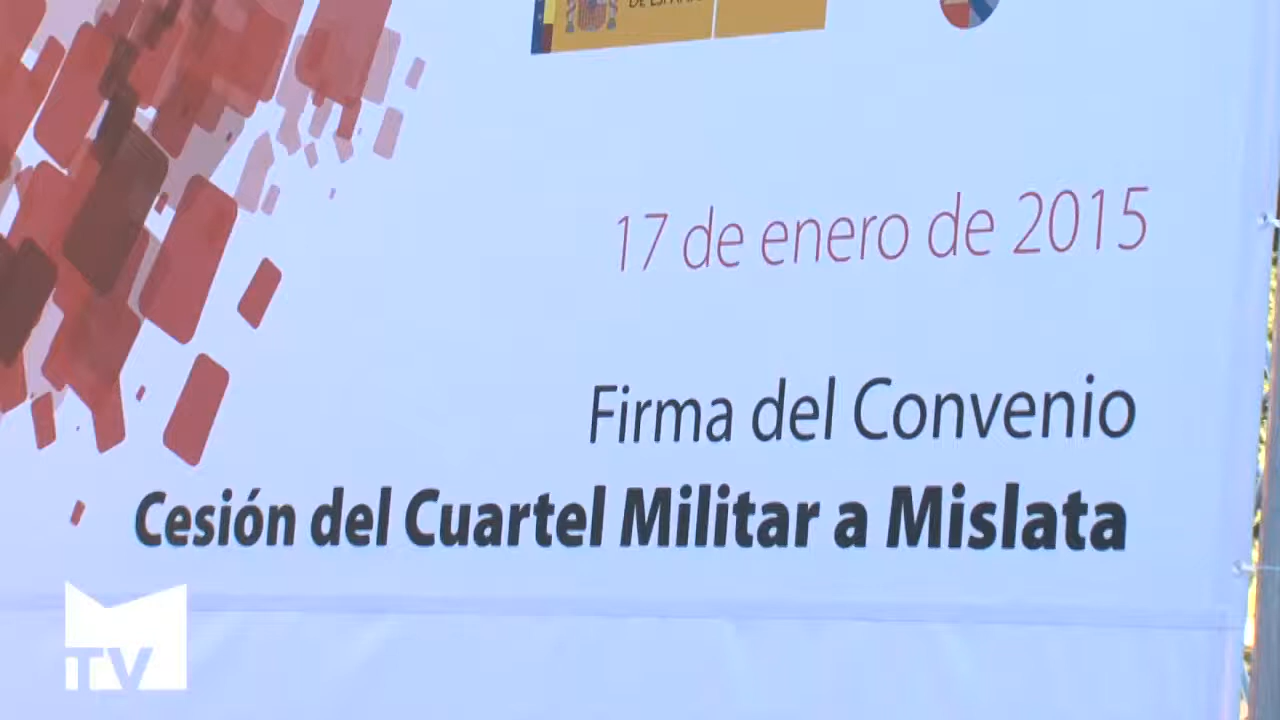 17 de enero de 2015
Firma del Convenio
Cesión del Cuartel Militar a Mislata
TV